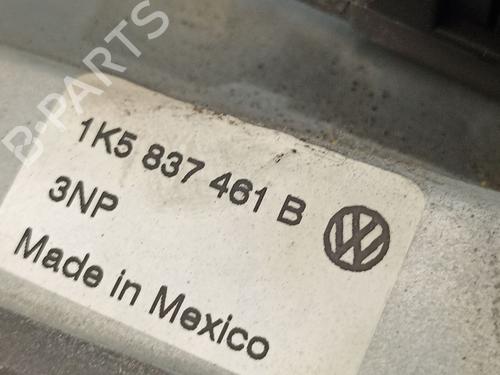 B-PARTS
1K5 837 461 B
3NP
Made in Mexico